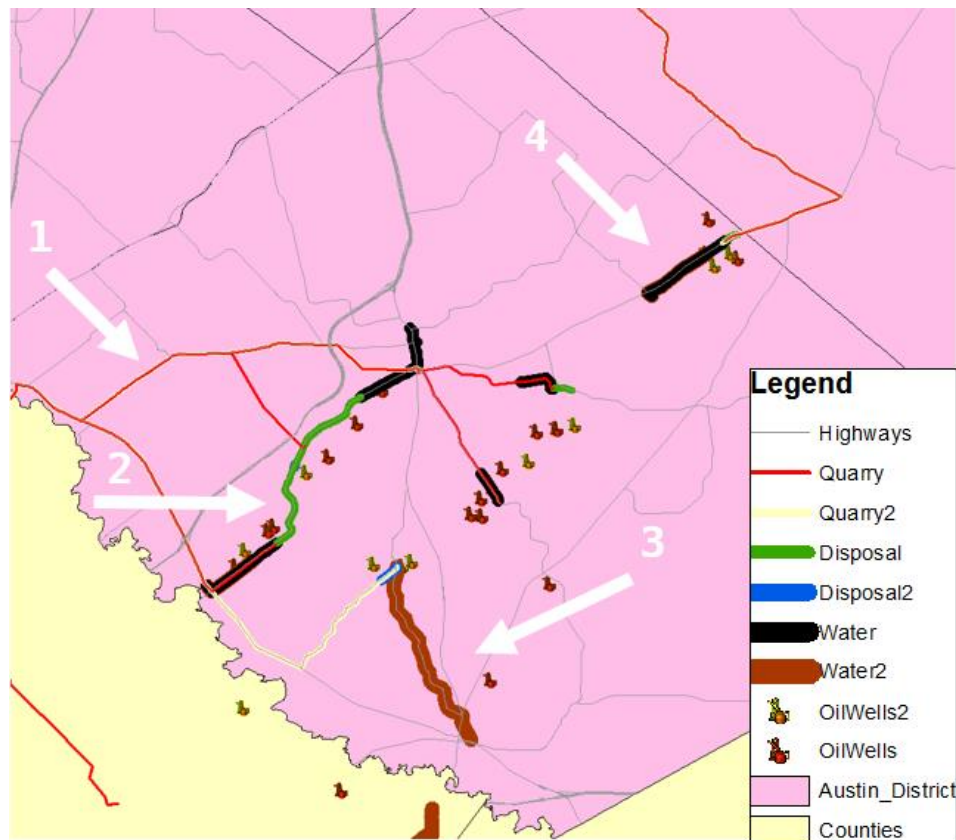 4
1
2
3
Legend
Highways
Quarry
Quarry2
Disposal
Disposal2
Water
Water2
OilWells2
OilWells
Austin_District
Counties